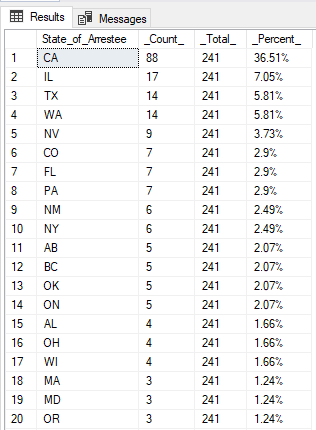 Results Messages
State_of_Arrestee _Count_ _Total_ _Percent_
1 CA 88 241 36.51%
2 IL 17 241 7.05%
3 TX 14 241 5.81%
4 WA 14 241 5.81%
5 NV 9 241 3.73%
6 CO 7 241 2.9%
7 FL 7 241 2.9%
8 PA 7 241 2.9%
9 NM 6 241 2.49%
10 NY 6 241 2.49%
11 AB 5 241 2.07%
12 BC 5 241 2.07%
13 OK 5 241 2.07%
14 ON 5 241 2.07%
15 AL 4 241 1.66%
16 OH 4 241 1.66%
17 WI 4 241 1.66%
18 MA 3 241 1.24%
19 MD 3 241 1.24%
20 OR 3 241 1.24%